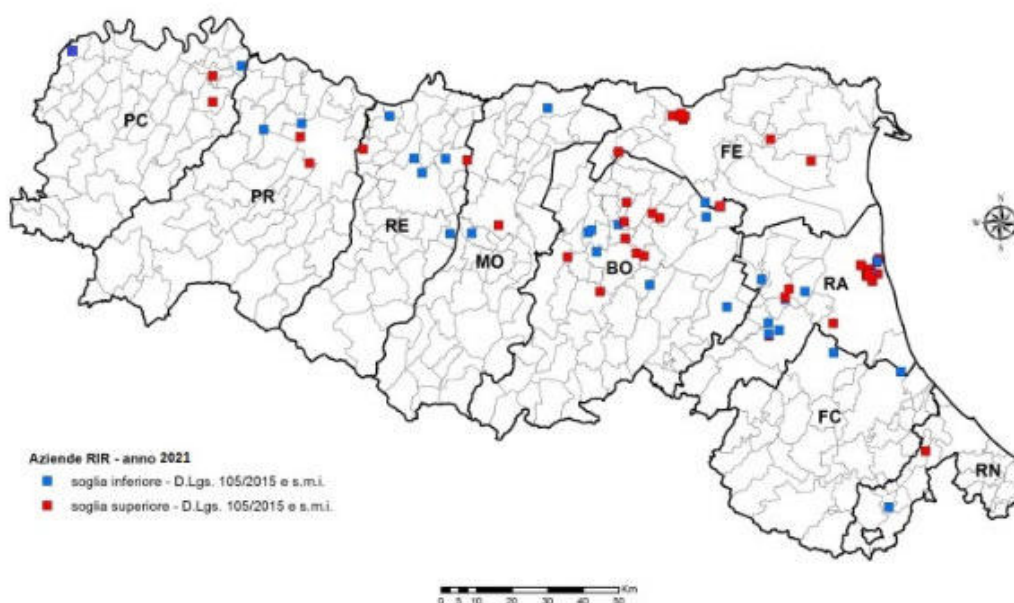 PC
PR
RE
MO
FE
BO
RA
FC
RN
N
S
Aziende RIR - anno 2021
soglia inferiore - D.Lgs. 105/2015 e s.m.i.
soglia superiore - D.Lgs. 105/2015 e s.m.i.
Km
0 5 10 20 30 40 50